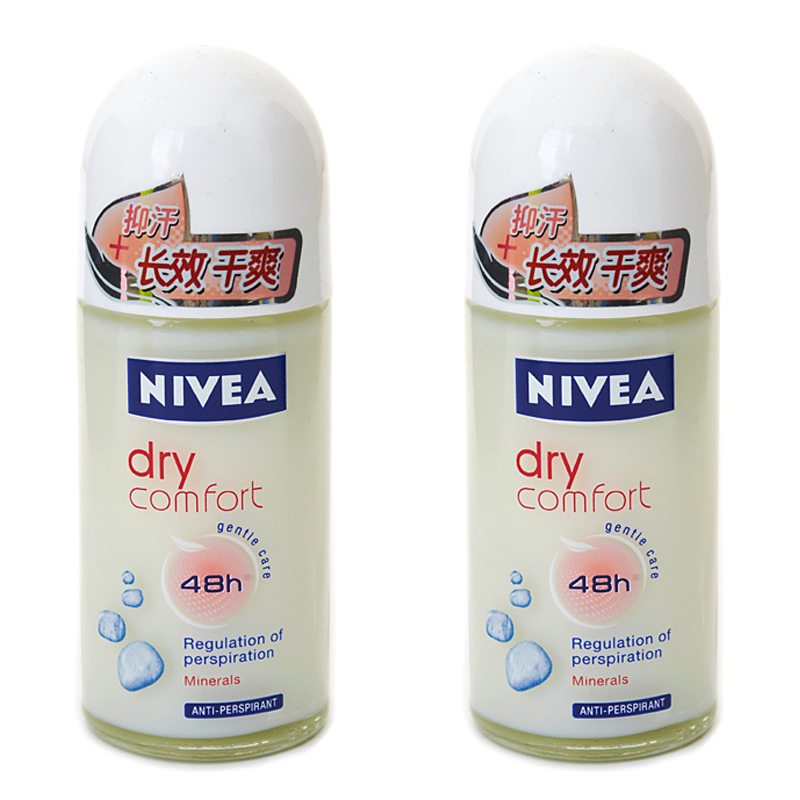 抑汗
+
长效 干爽
NIVEA
dry
comfort
gentle care
48h
Regulation of
perspiration
Minerals
ANTI-PERSPIRANT
抑汗
+
长效 干爽
NIVEA
dry
comfort
gentle care
48h
Regulation of
perspiration
Minerals
ANTI-PERSPIRANT